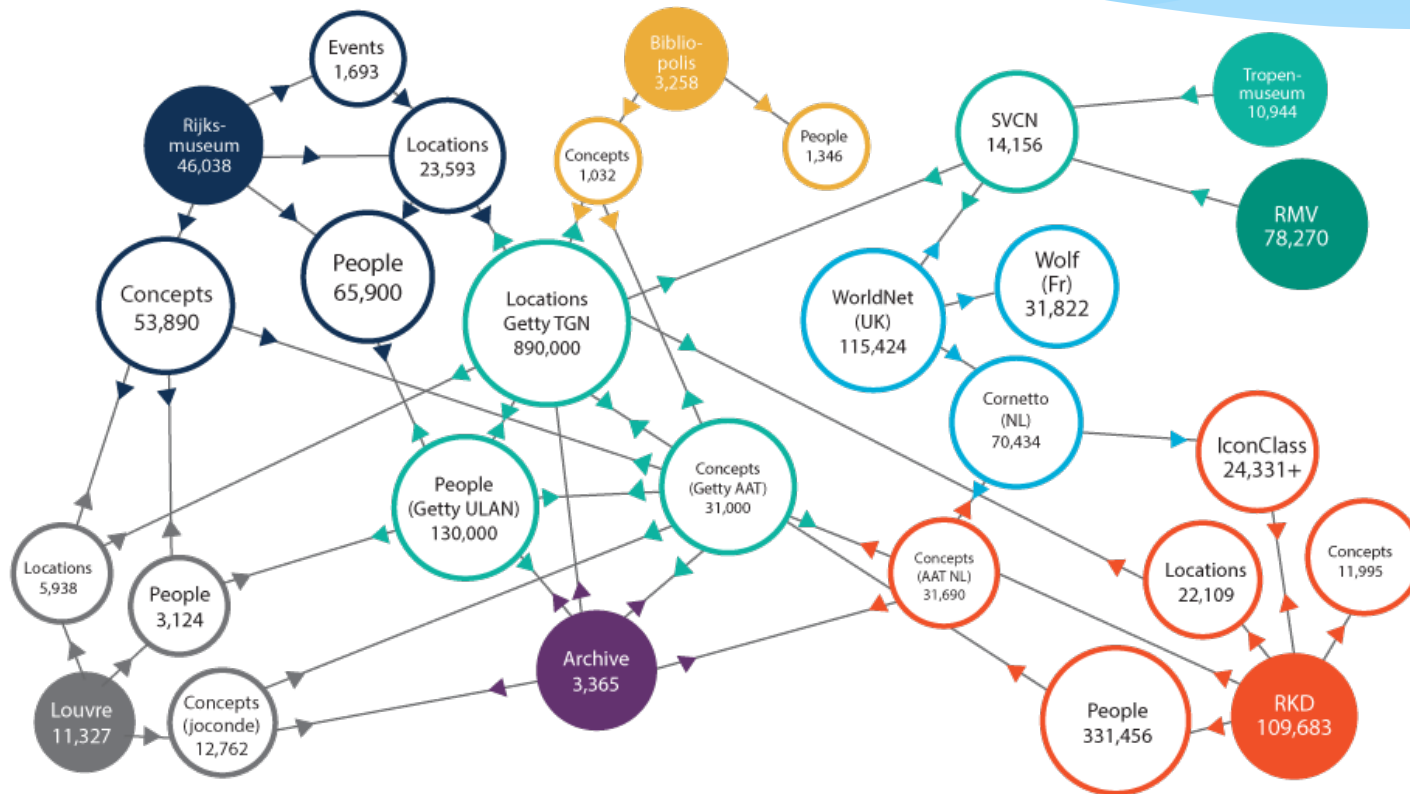 Events
1,693
Rijks-
museum
46,038
Locations
23,593
Concepts
53,890
People
65,900
Biblio-
polis
3,258
Concepts
1,032
People
1,346
SVCN
14,156
Tropen-
museum
10,944
RMV
78,270
Locations
Getty TGN
890,000
WorldNet
(UK)
115,424
Wolf
(Fr)
31,822
Cornetto
(NL)
70,434
IconClass
24,331+
People
(Getty ULAN)
130,000
Concepts
(Getty AAT)
31,000
Concepts
(AAT NL)
31,690
Locations
22,109
Concepts
11,995
Locations
5,938
People
3,124
Louvre
11,327
Concepts
(joconde)
12,762
Archive
3,365
People
331,456
RKD
109,683